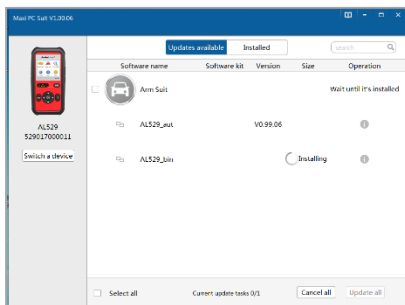 Maxi PC Suit V1.00.06
Updates available
Installed
search
Software name Software kit Version Size Operation
Arm Suit Wait until it's installed
AL529_aut V0.99.06
AL529_bin Installing
AL529
529017000011
Switch a device
Select all Current update tasks 0/1 Cancel all Update all